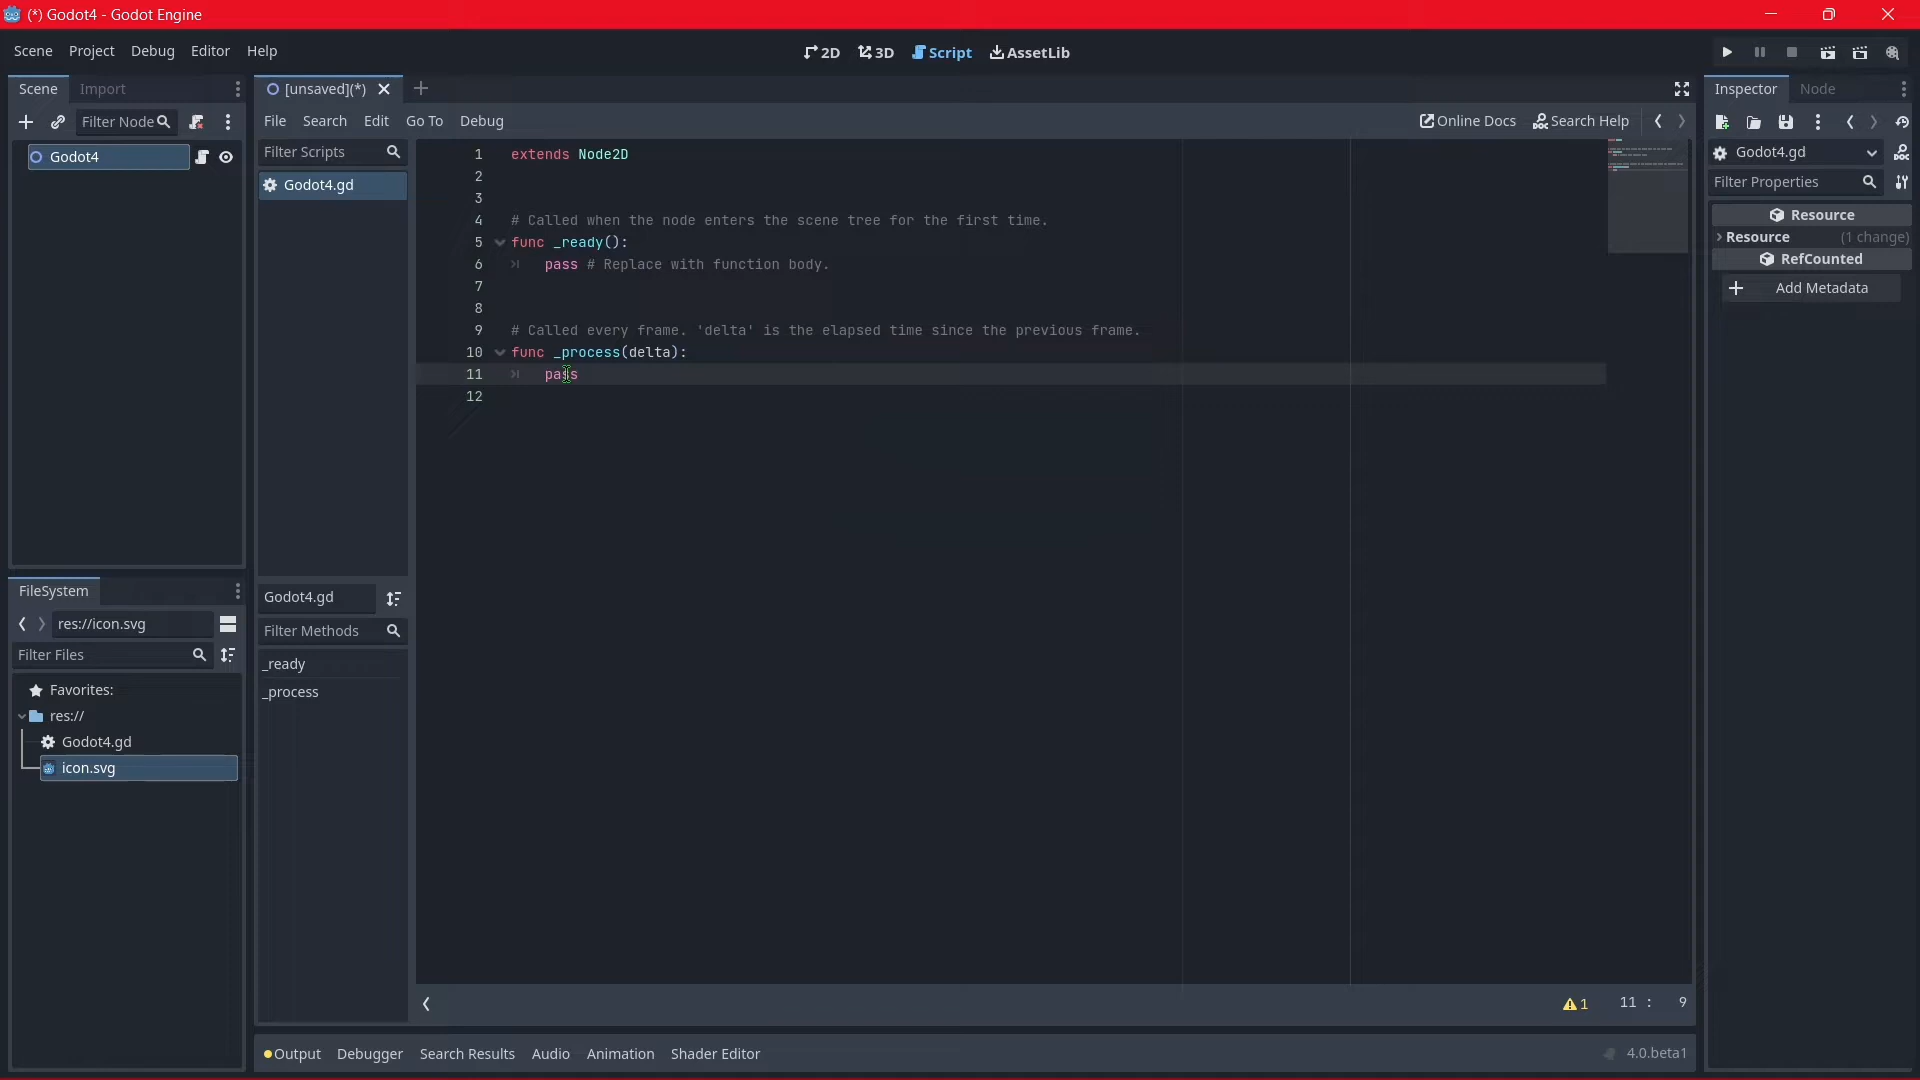 (*) Godot4 - Godot Engine
Scene Project Debug Editor Help
2D 3D Script AssetLib
Scene Import
[unsaved](*)
Inspector Node
Filter Node
File Search Edit Go To Debug
Online Docs Search Help
Godot4
Filter Scripts
Godot4.gd
Godot4.gd
Filter Properties
Resource
Resource (1 change)
RefCounted
Add Metadata
1 extends Node2D
2
3
4 # Called when the node enters the scene tree for the first time.
5 func _ready():
6 pass # Replace with function body.
7
8
9 # Called every frame. 'delta' is the elapsed time since the previous frame.
10 func _process(delta):
11 pass
12
FileSystem
res://icon.svg
Filter Files
Favorites:
res://
Godot4.gd
icon.svg
Godot4.gd
Filter Methods
_ready
_process
1 11 : 9
Output Debugger Search Results Audio Animation Shader Editor
4.0.beta1